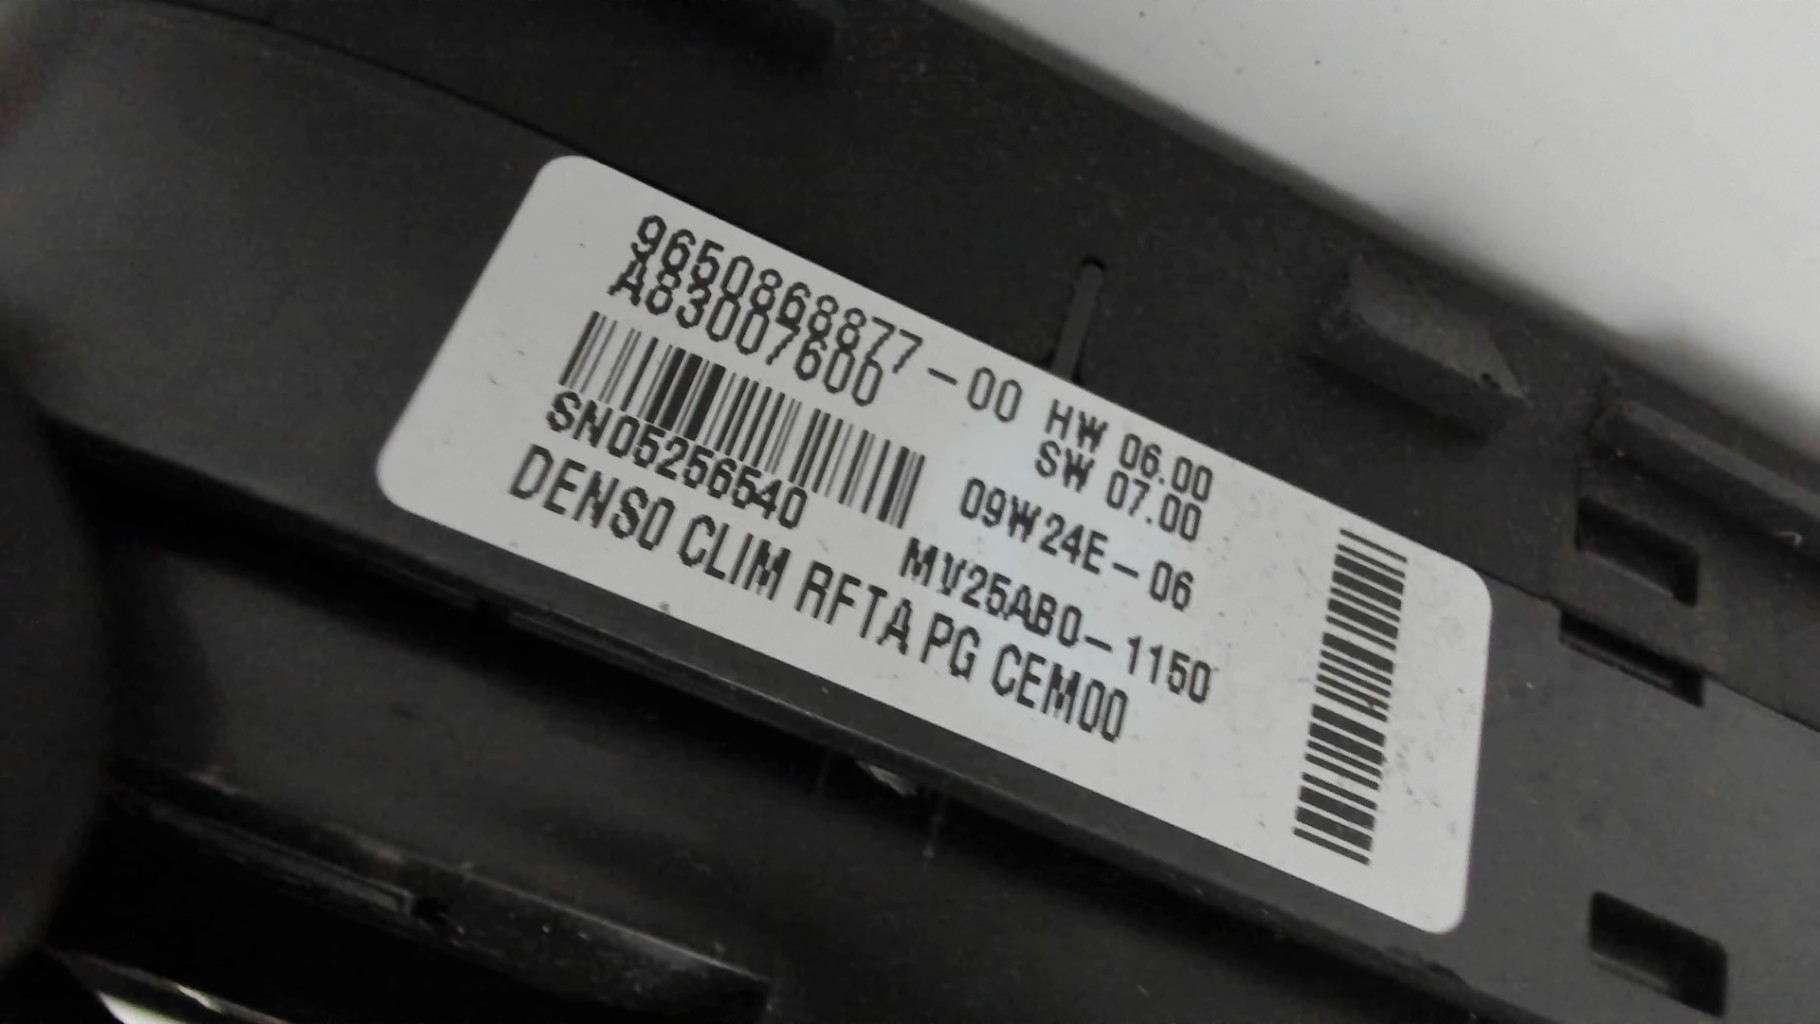 9650868877-00 HW 06.00
A83007600 SW 07.00
09W24E-06
SN05256540 MV25AB0-1150
DENSO CLIM RFTA PG CEM00